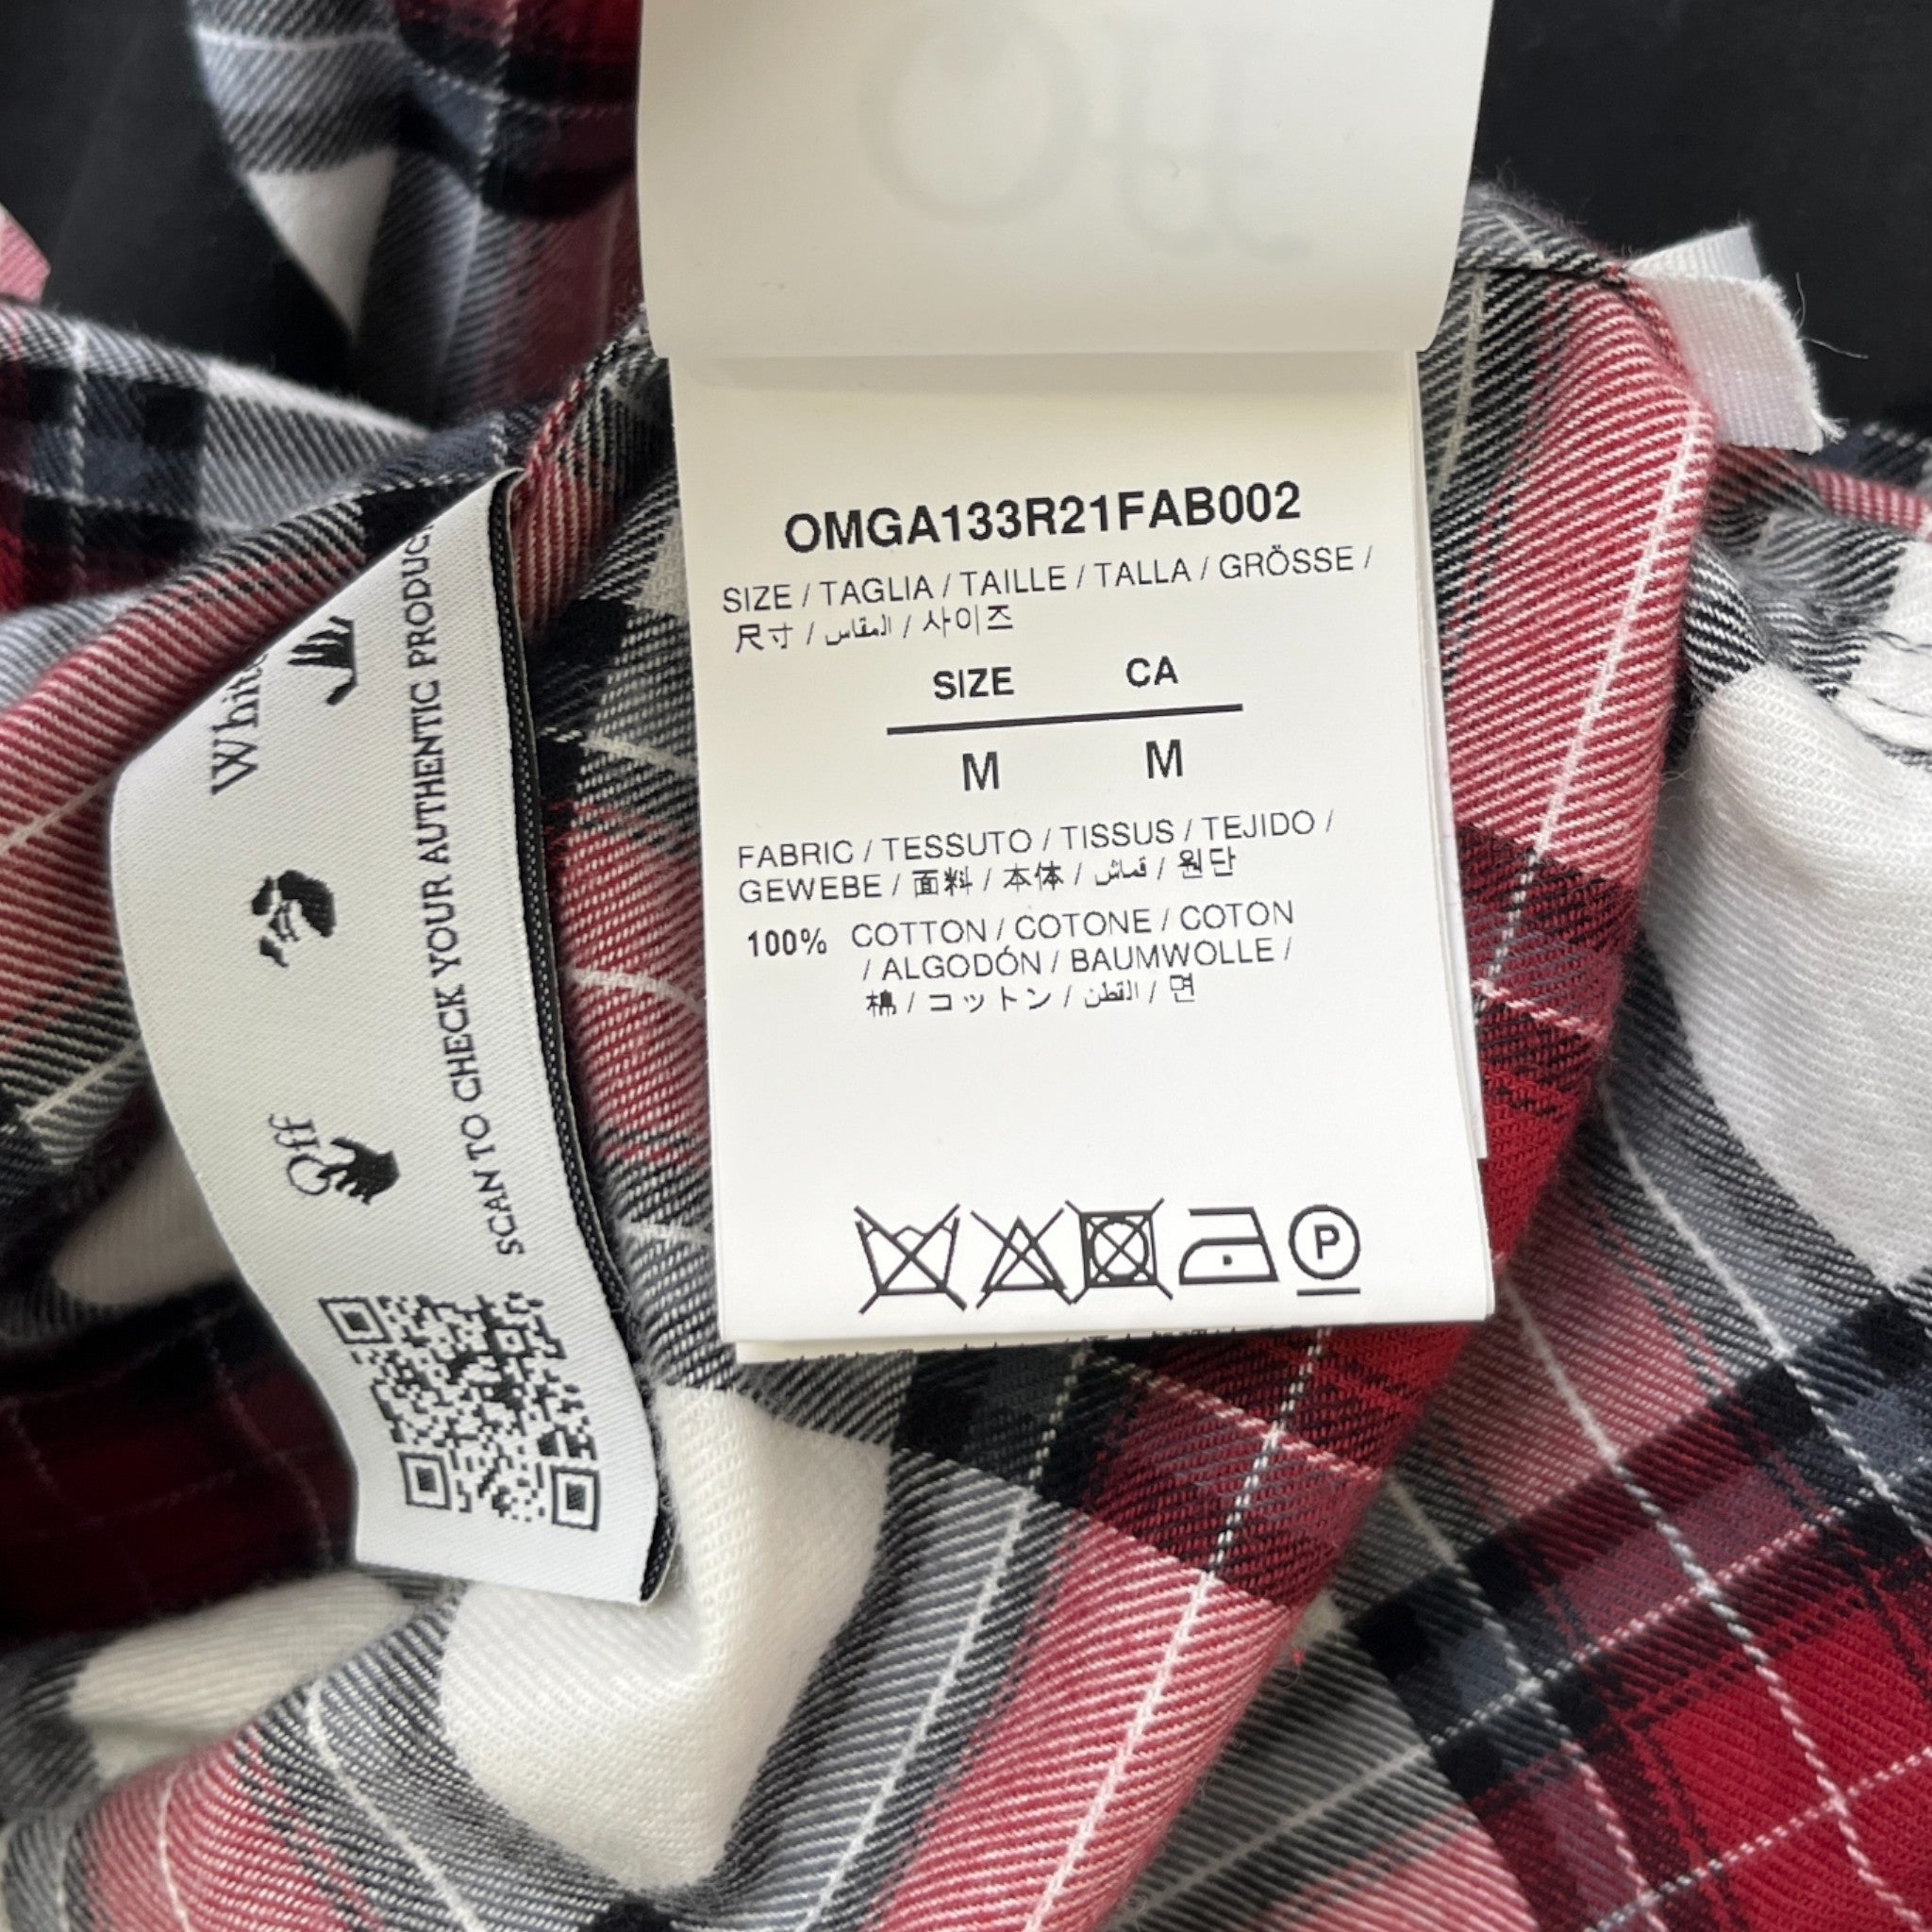 OMGA133R21FAB002
SIZE / TAGLIA / TAILLE / TALLA / GRÖSSE /
尺寸 / المقاس / 사이즈
SIZE CA
M M
FABRIC / TESSUTO / TISSUS / TEJIDO /
GEWEBE / 面料 / 本体 / قماش / 원단
100% COTTON / COTONE / COTON
/ ALGODÓN / BAUMWOLLE /
棉 / コットン / القطن / 면
P
Off
White
SCAN TO CHECK YOUR AUTHENTIC PRODUC
Off